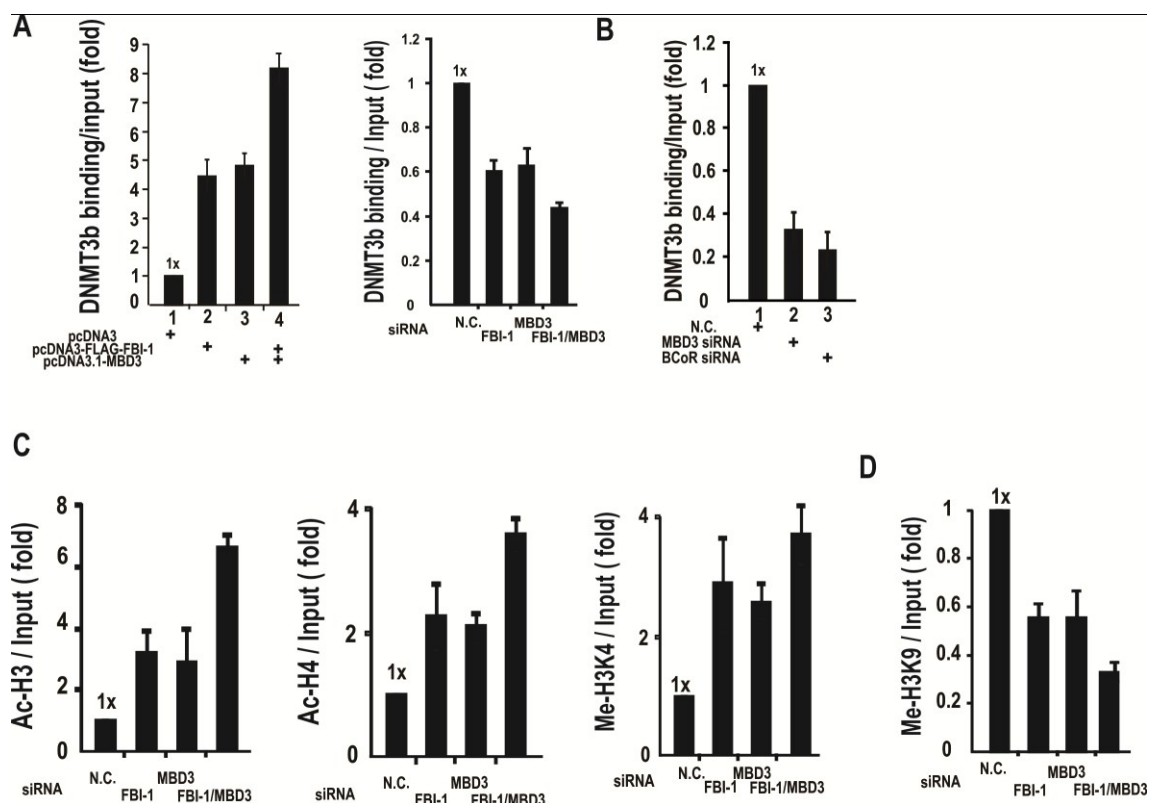 A
DNMT3b binding/input (fold)
9
8
7
6
5
4
3
2
1
0
1x
1 2 3 4
pcDNA3 +
pcDNA3-FLAG-FBI-1 + +
pcDNA3.1-MBD3 + +
DNMT3b binding / Input ( fold)
1.2
1
0.8
0.6
0.4
0.2
0
1x
siRNA N.C. MBD3
FBI-1 FBI-1/MBD3
B
DNMT3b binding/Input(fold)
1.2
1
0.8
0.6
0.4
0.2
0
1x
1 2 3
N.C. +
MBD3 siRNA +
BCoR siRNA +
C
Ac-H3 / Input ( fold)
8
6
4
2
0
1x
N.C. MBD3
siRNA FBI-1 FBI-1/MBD3
Ac-H4 / Input ( fold)
4
2
0
1x
N.C. MBD3
siRNA FBI-1 FBI-1/MBD3
Me-H3K4 / Input ( fold)
4
2
0
1x
N.C. MBD3
siRNA FBI-1 FBI-1/MBD3
D
Me-H3K9 / Input ( fold)
1
0.8
0.6
0.4
0.2
0
1x
N.C. MBD3
siRNA FBI-1 FBI-1/MBD3